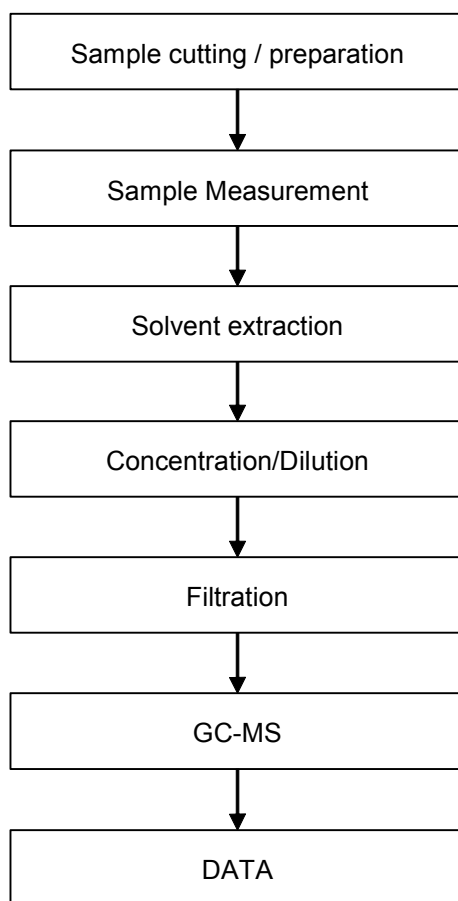 Sample cutting / preparation
Sample Measurement
Solvent extraction
Concentration/Dilution
Filtration
GC-MS
DATA